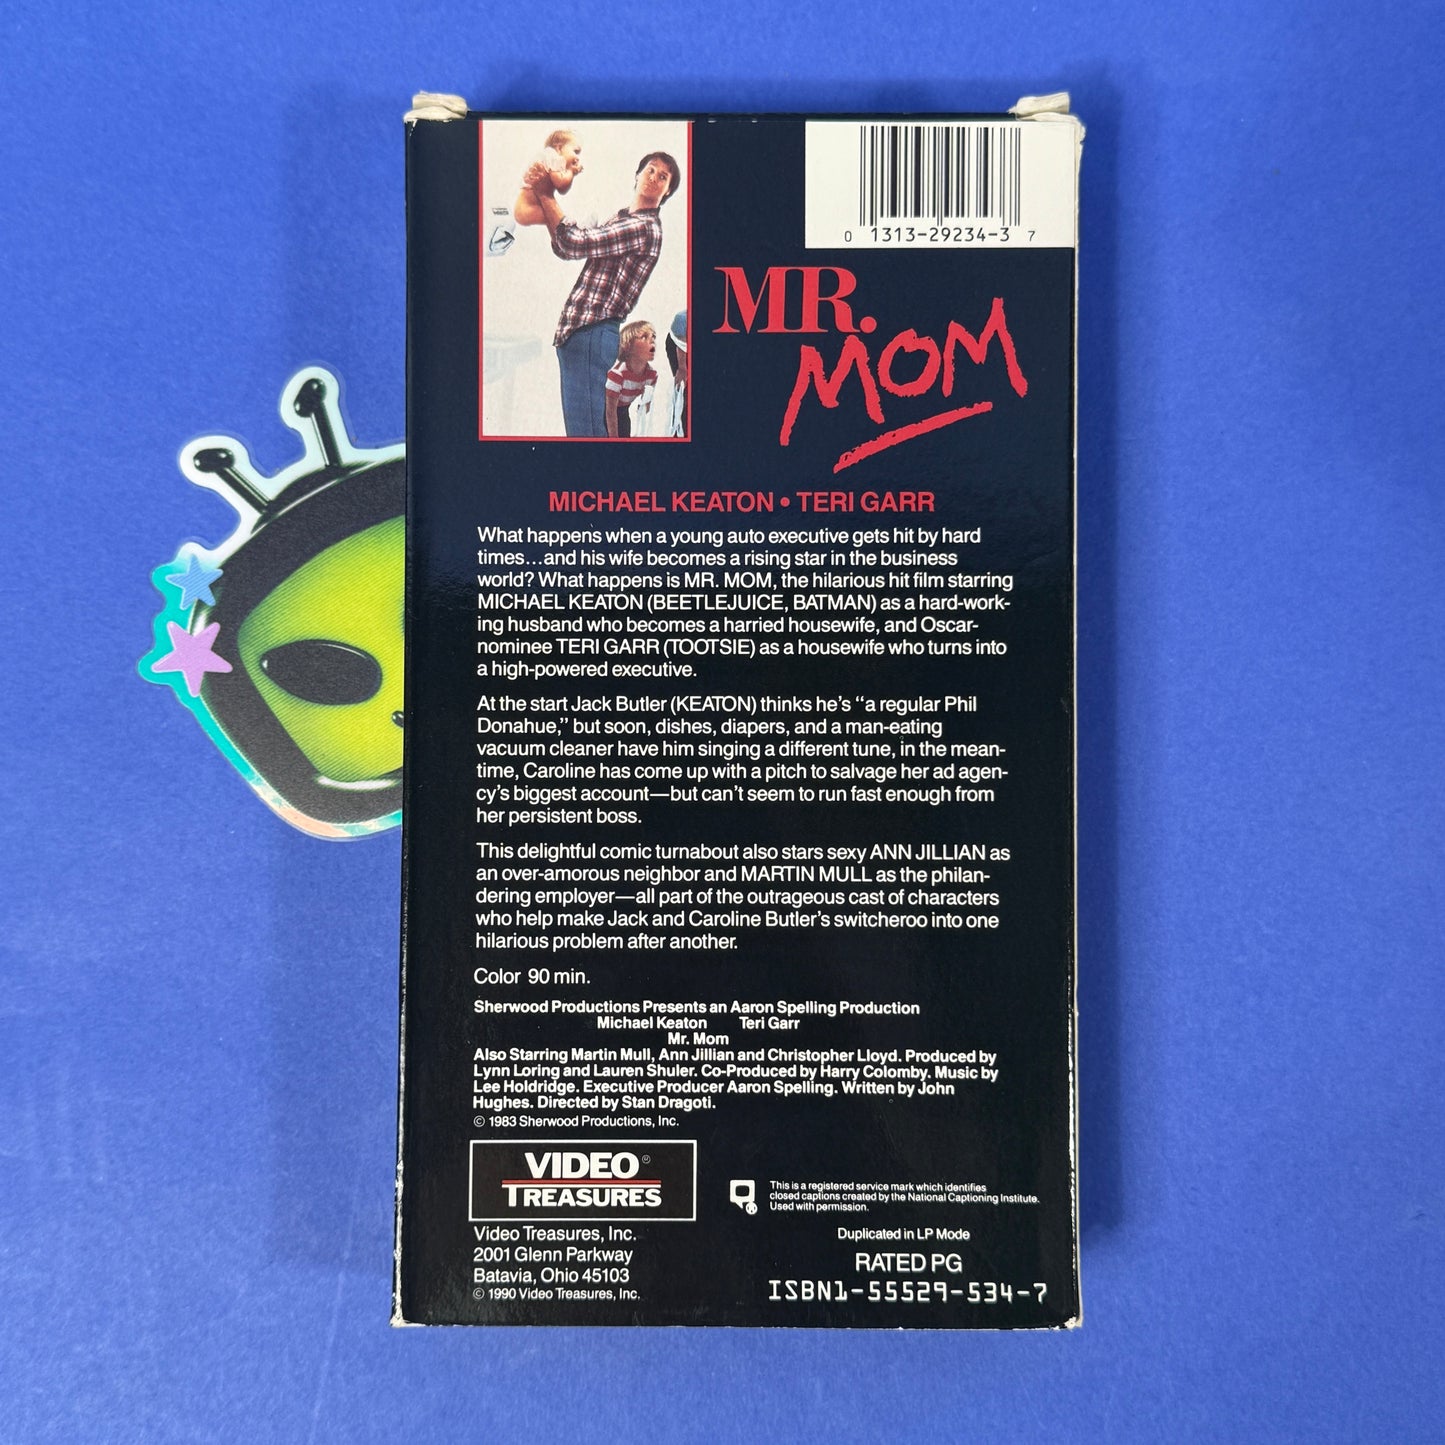 0 1313-29234-3 7
MR.
MOM
MICHAEL KEATON • TERI GARR
What happens when a young auto executive gets hit by hard
times...and his wife becomes a rising star in the business
world? What happens is MR. MOM, the hilarious hit film starring
MICHAEL KEATON (BEETLEJUICE, BATMAN) as a hard-work-
ing husband who becomes a harried housewife, and Oscar-
nominee TERI GARR (TOOTSIE) as a housewife who turns into
a high-powered executive.
At the start Jack Butler (KEATON) thinks he's "a regular Phil
Donahue," but soon, dishes, diapers, and a man-eating
vacuum cleaner have him singing a different tune, in the mean-
time, Caroline has come up with a pitch to salvage her ad agen-
cy's biggest account—but can't seem to run fast enough from
her persistent boss.
This delightful comic turnabout also stars sexy ANN JILLIAN as
an over-amorous neighbor and MARTIN MULL as the philan-
dering employer—all part of the outrageous cast of characters
who help make Jack and Caroline Butler's switcheroo into one
hilarious problem after another.
Color 90 min.
Sherwood Productions Presents an Aaron Spelling Production
Michael Keaton Teri Garr
Mr. Mom
Also Starring Martin Mull, Ann Jillian and Christopher Lloyd. Produced by
Lynn Loring and Lauren Shuler. Co-Produced by Harry Colomby. Music by
Lee Holdridge. Executive Producer Aaron Spelling. Written by John
Hughes. Directed by Stan Dragoti.
© 1983 Sherwood Productions, Inc.
VIDEO®
TREASURES
Video Treasures, Inc.
2001 Glenn Parkway
Batavia, Ohio 45103
© 1990 Video Treasures, Inc.
This is a registered service mark which identifies
closed captions created by the National Captioning Institute.
Used with permission.
Duplicated in LP Mode
RATED PG
ISBN1-55529-534-7